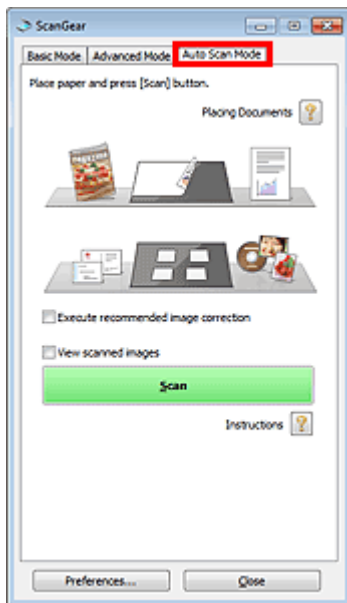 ScanGear
Basic Mode Advanced Mode Auto Scan Mode
Place paper and press [Scan] button.
Placing Documents
Execute recommended image correction
View scanned images
Scan
Instructions
Preferences... Close